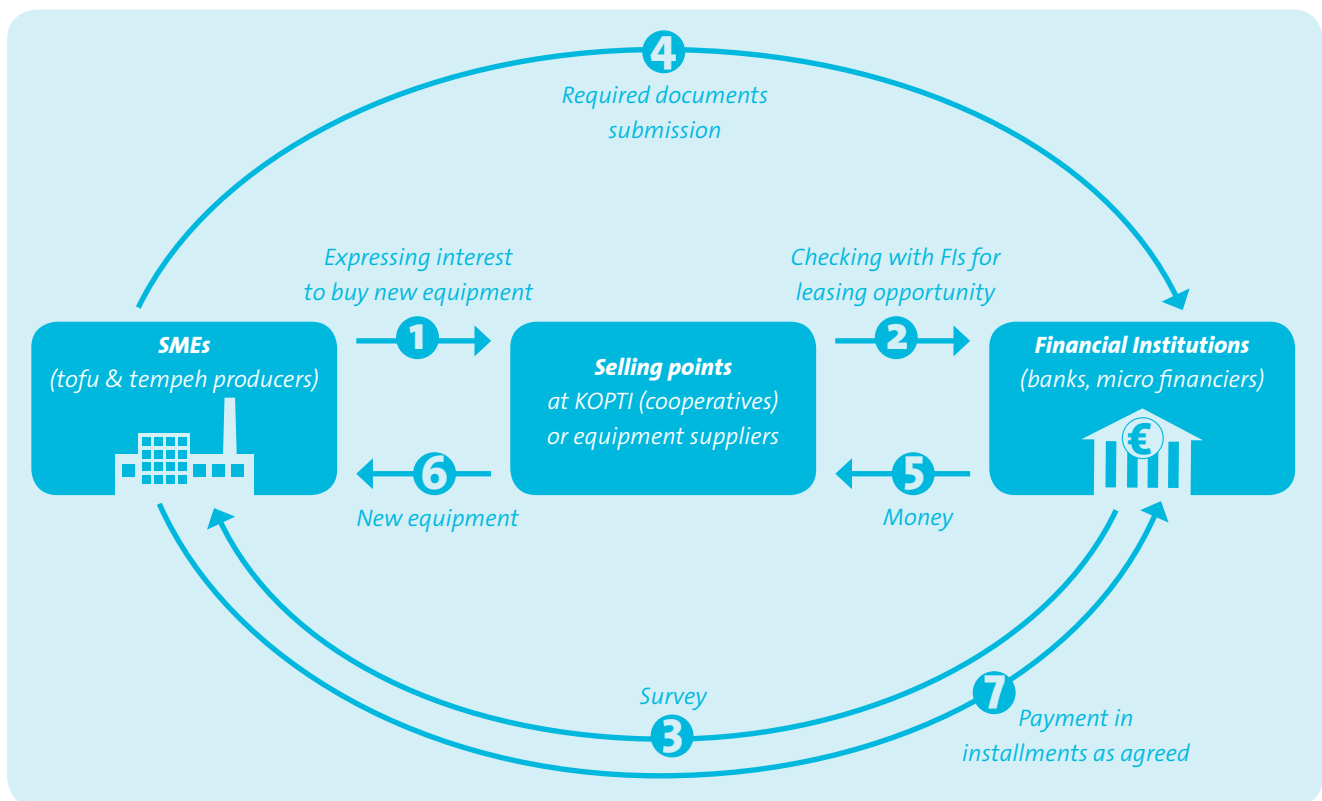 4
Required documents
submission
Expressing interest
to buy new equipment
1
Checking with FIs for
leasing opportunity
2
SMEs
(tofu & tempeh producers)
Selling points
at KOPTI (cooperatives)
or equipment suppliers
Financial Institutions
(banks, micro financiers)
€
6
New equipment
5
Money
Survey
3
7
Payment in
installments as agreed